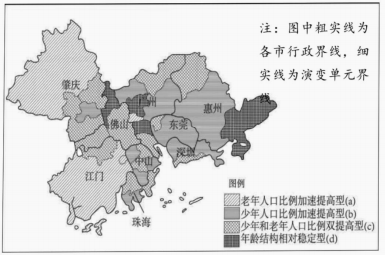 注：图中粗实线为
各市行政界线，细
实线为演变单元界
线
肇庆
广州
惠州
佛山
东莞
深圳
中山
江门
珠海
图例
老年人口比例加速提高型(a)
少年人口比例加速提高型(b)
少年和老年人口比例双提高型(c)
年龄结构相对稳定型(d)